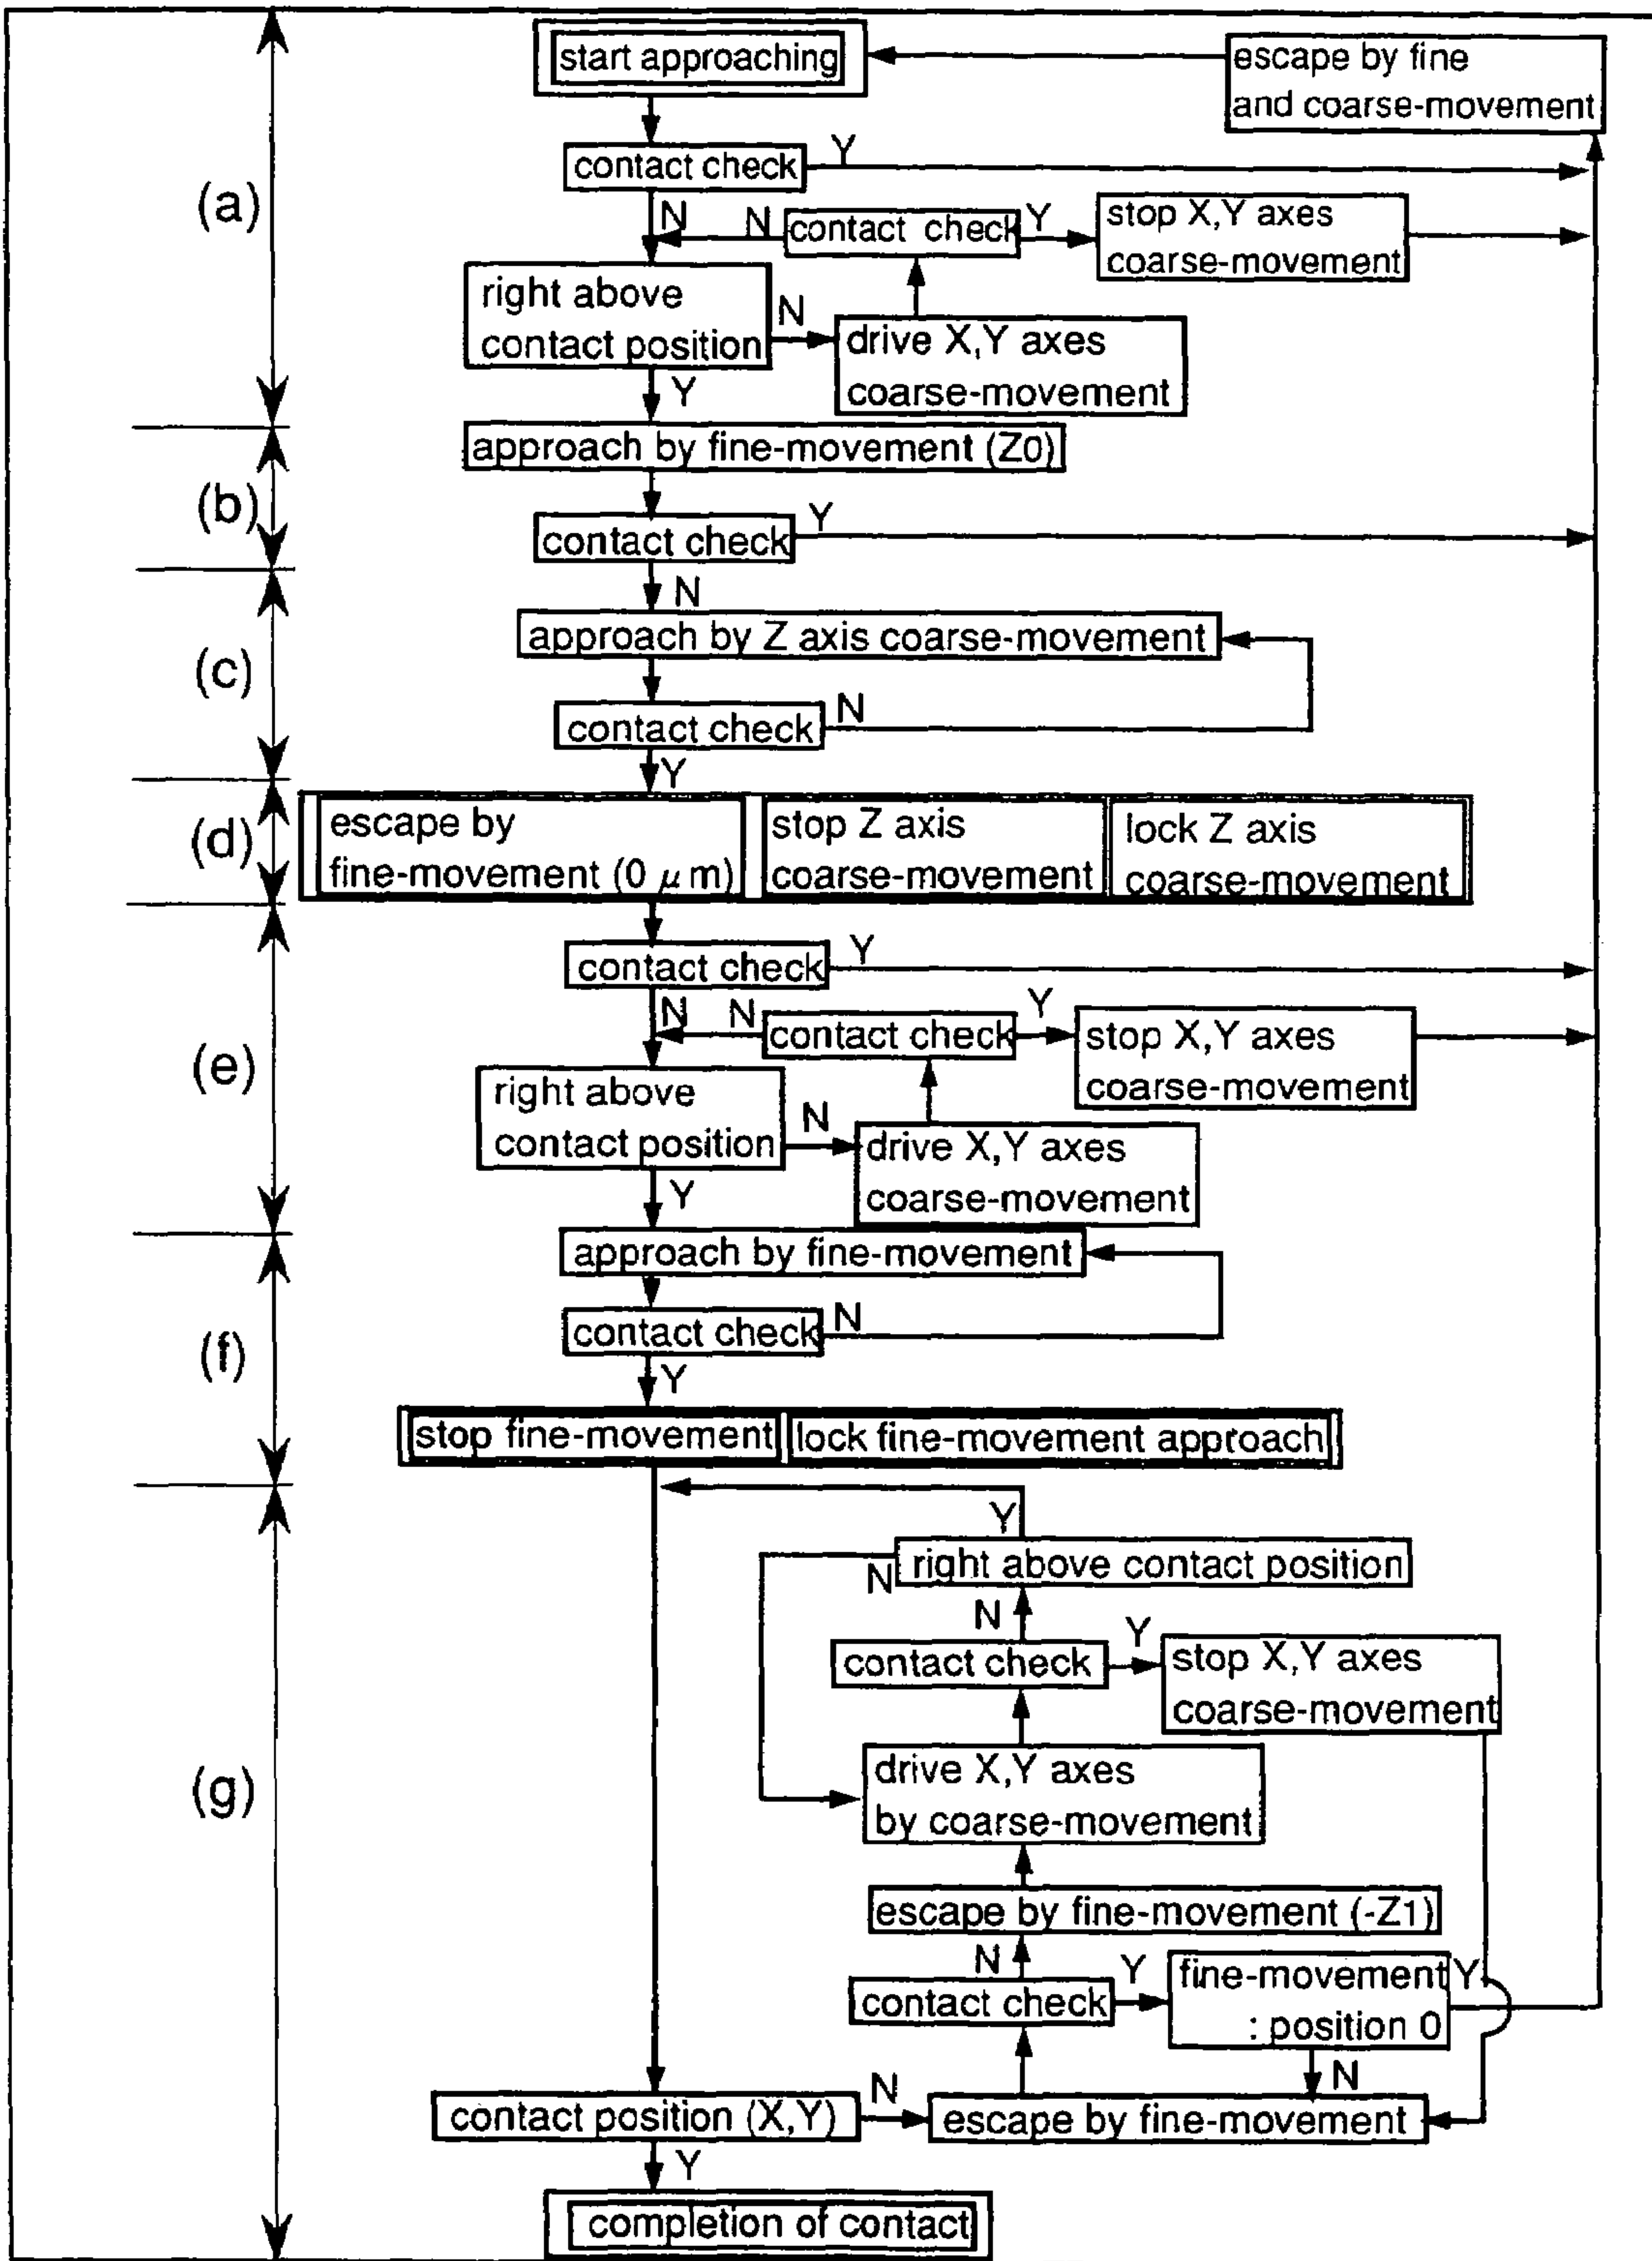 start approaching
escape by fine
and coarse-movement
contact check
Y
(a)
N
N
contact check
Y
stop X,Y axes
coarse-movement
right above
contact position
N
drive X,Y axes
coarse-movement
Y
approach by fine-movement (Z0)
(b)
contact check
Y
N
approach by Z axis coarse-movement
(c)
contact check
N
Y
(d)
escape by
fine-movement (0 μm)
stop Z axis
coarse-movement
lock Z axis
coarse-movement
contact check
Y
N
N
contact check
Y
stop X,Y axes
coarse-movement
(e)
right above
contact position
N
drive X,Y axes
coarse-movement
Y
approach by fine-movement
contact check
N
(f)
Y
stop fine-movement
lock fine-movement approach
Y
right above contact position
N
N
contact check
Y
stop X,Y axes
coarse-movement
(g)
drive X,Y axes
by coarse-movement
escape by fine-movement (-Z1)
N
contact check
Y
fine-movement
: position 0
Y
N
contact position (X,Y)
N
escape by fine-movement
Y
completion of contact